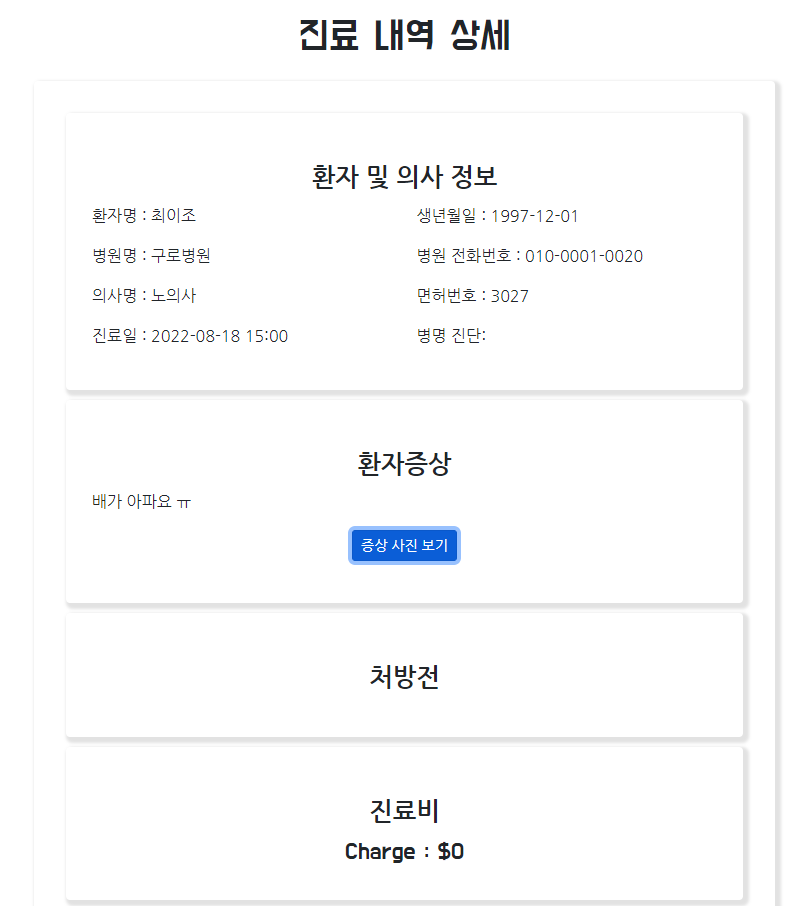 진료 내역 상세
환자 및 의사 정보
환자명 : 최이조
생년월일 : 1997-12-01
병원명 : 구로병원
병원 전화번호 : 010-0001-0020
의사명 : 노의사
면허번호 : 3027
진료일 : 2022-08-18 15:00
병명 진단:
환자증상
배가 아파요 ㅠ
증상 사진 보기
처방전
진료비
Charge : $0